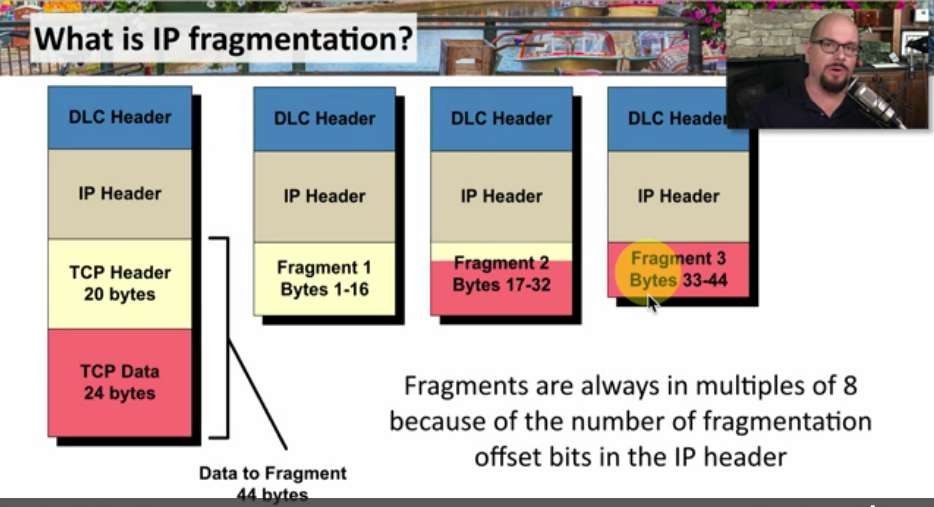 What is IP fragmentation?
DLC Header
IP Header
TCP Header
20 bytes
TCP Data
24 bytes
DLC Header
IP Header
Fragment 1
Bytes 1-16
DLC Header
IP Header
Fragment 2
Bytes 17-32
DLC Header
IP Header
Fragment 3
Bytes 33-44
Data to Fragment
44 bytes
Fragments are always in multiples of 8
because of the number of fragmentation
offset bits in the IP header